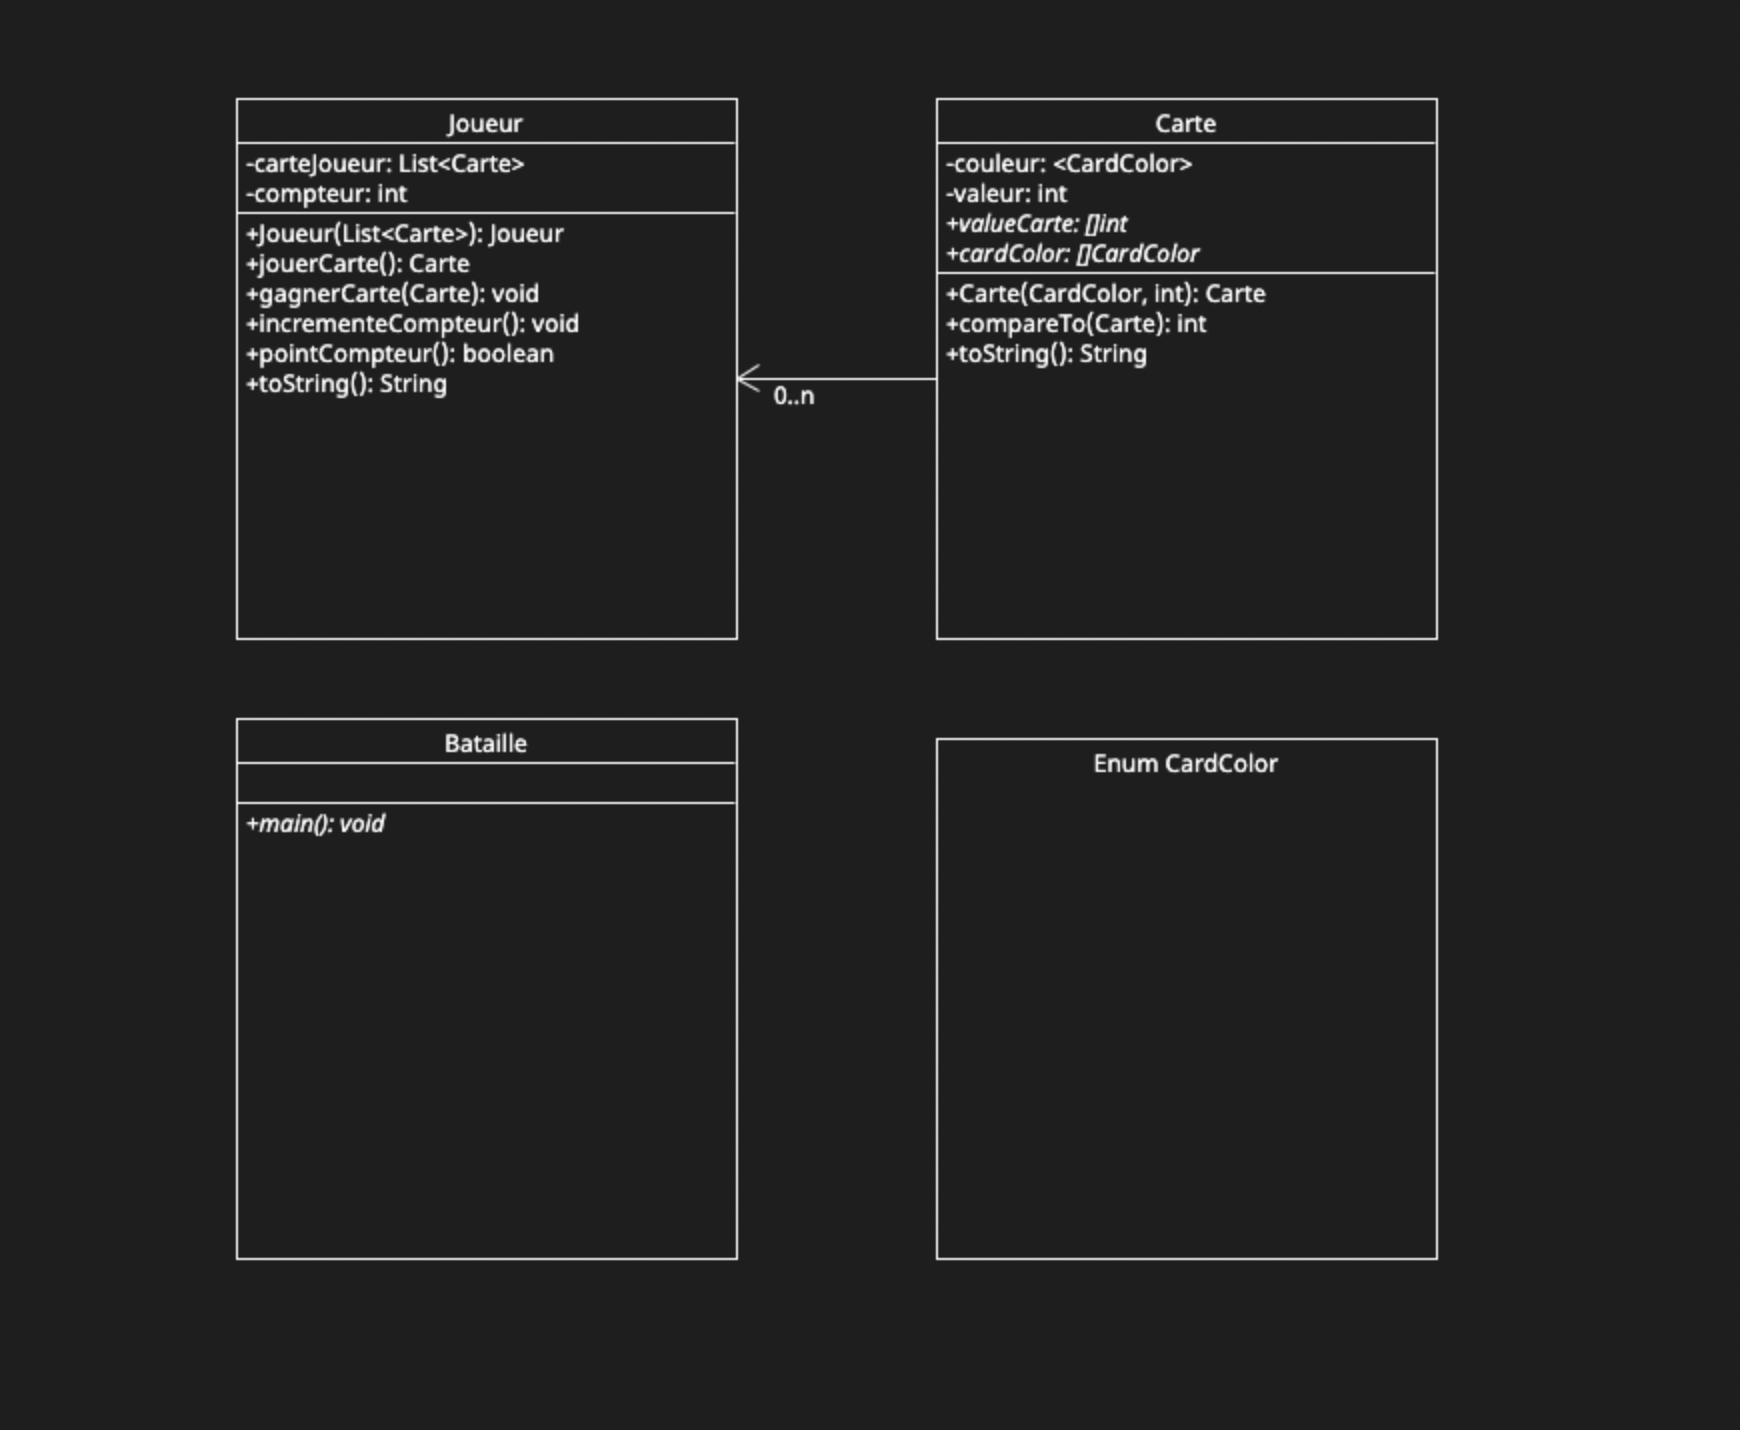 Joueur
-carteJoueur: List<Carte>
-compteur: int
+Joueur(List<Carte>): Joueur
+jouerCarte(): Carte
+gagnerCarte(Carte): void
+incrementeCompteur(): void
+pointCompteur(): boolean
+toString(): String
0..n
Carte
-couleur: <CardColor>
-valeur: int
+valueCarte: []int
+cardColor: []CardColor
+Carte(CardColor, int): Carte
+compareTo(Carte): int
+toString(): String
Bataille
+main(): void
Enum CardColor